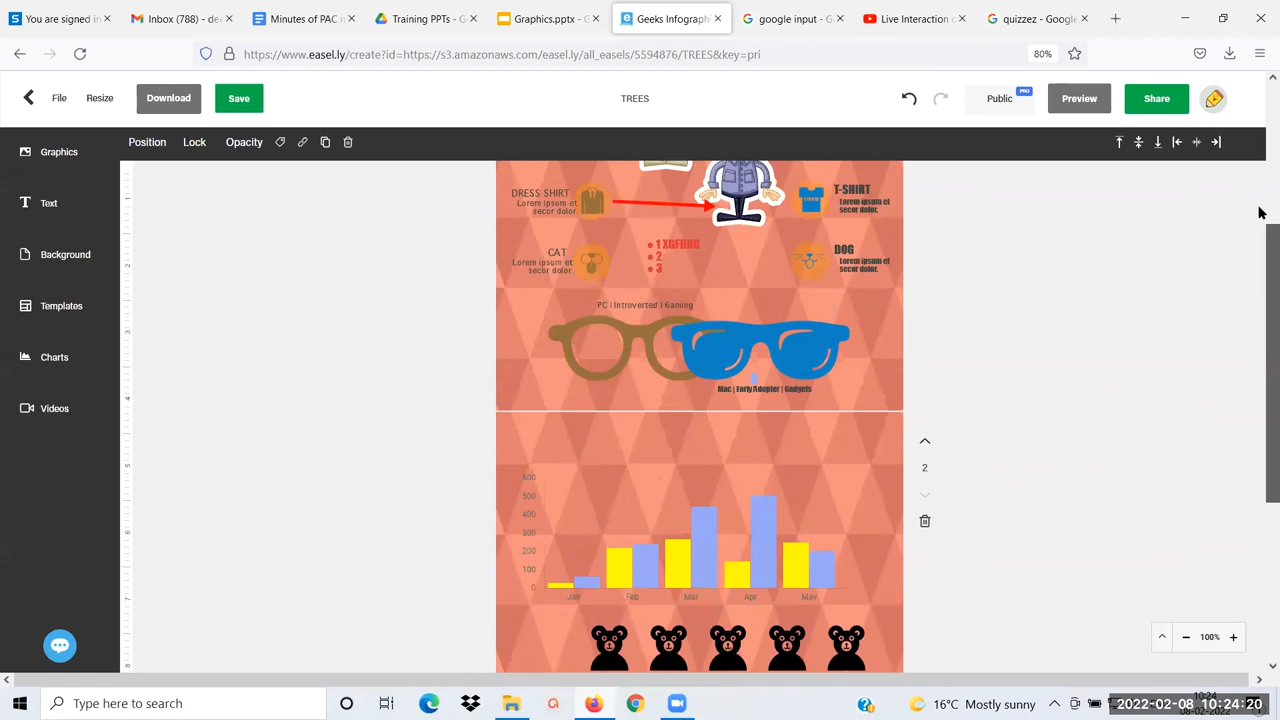 You signed in
Inbox (788) - dee
Minutes of PAC
Training -
Graphics.pptx - G
Geeks Infograph
google input - G
Live Interaction
quizzez - Google
https://www.easel.ly/create?id=https://s3.amazonaws.com/easel.ly/all_easels/5594876/TREES&key=pri
80%
File
Resize
Download
Save
TREES
Public
PRO
Preview
Share
Position
Lock
Opacity
Graphics
Text
Background
Templates
Charts
Videos
DRESS SHIRT
Lorem ipsum et
secor dolor.
T-SHIRT
Lorem ipsum et
secor dolor.
CAT
Lorem ipsum et
secor dolor.
1 XGFHHG
2
3
DOG
Lorem ipsum et
secor dolor.
PC | Introverted | Gaming
Mac | Early Adopter | Gadgets
2
600
500
400
300
200
100
0
Jan
Feb
Mar
Apr
May
100%
Type here to search
16°C Mostly sunny
10:24
08-02-2022
2022-02-08 10:24:20